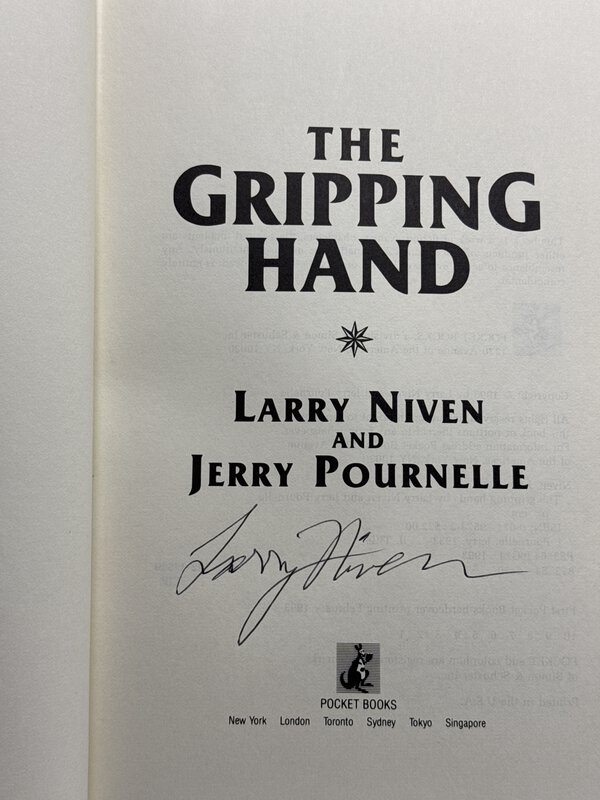 THE
GRIPPING
HAND
LARRY NIVEN
AND
JERRY POURNELLE
Larry Niven
POCKET BOOKS
New York London Toronto Sydney Tokyo Singapore